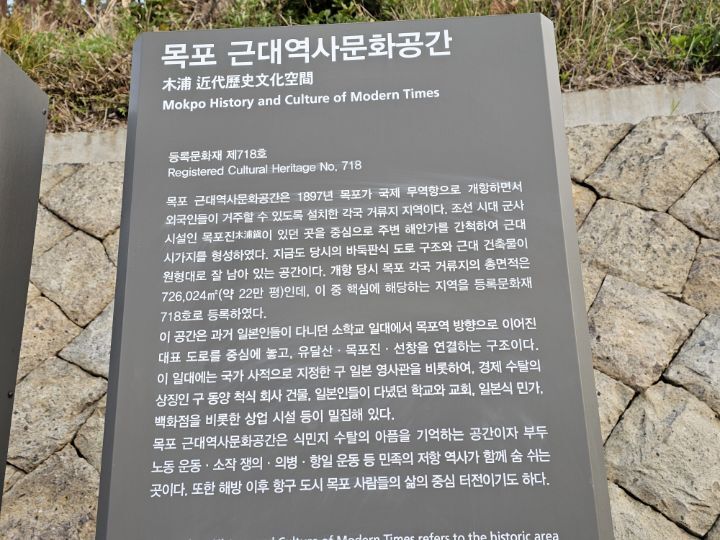 목포 근대역사문화공간
木浦 近代歷史文化空間
Mokpo History and Culture of Modern Times
등록문화재 제718호
Registered Cultural Heritage No. 718
목포 근대역사문화공간은 1897년 목포가 국제 무역항으로 개항하면서
외국인들이 거주할 수 있도록 설치한 각국 거류지 지역이다. 조선 시대 군사
시설인 목포진木浦鎭이 있던 곳을 중심으로 주변 해안가를 간척하여 근대
시가지를 형성하였다. 지금도 당시의 바둑판식 도로 구조와 근대 건축물이
원형대로 잘 남아 있는 공간이다. 개항 당시 목포 각국 거류지의 총면적은
726,024㎡(약 22만 평)인데, 이 중 핵심에 해당하는 지역을 등록문화재
718호로 등록하였다.
이 공간은 과거 일본인들이 다니던 소학교 일대에서 목포역 방향으로 이어진
대표 도로를 중심에 놓고, 유달산·목포진·선창을 연결하는 구조이다.
이 일대에는 국가 사적으로 지정한 구 일본 영사관을 비롯하여, 경제 수탈의
상징인 구 동양 척식 회사 건물, 일본인들이 다녔던 학교와 교회, 일본식 민가,
백화점을 비롯한 상업 시설 등이 밀집해 있다.
목포 근대역사문화공간은 식민지 수탈의 아픔을 기억하는 공간이자 부두
노동 운동·소작 쟁의·의병·항일 운동 등 민족의 저항 역사가 함께 숨 쉬는
곳이다. 또한 해방 이후 항구 도시 목포 사람들의 삶의 중심 터전이기도 하다.
History and Culture of Modern Times refers to the historic area